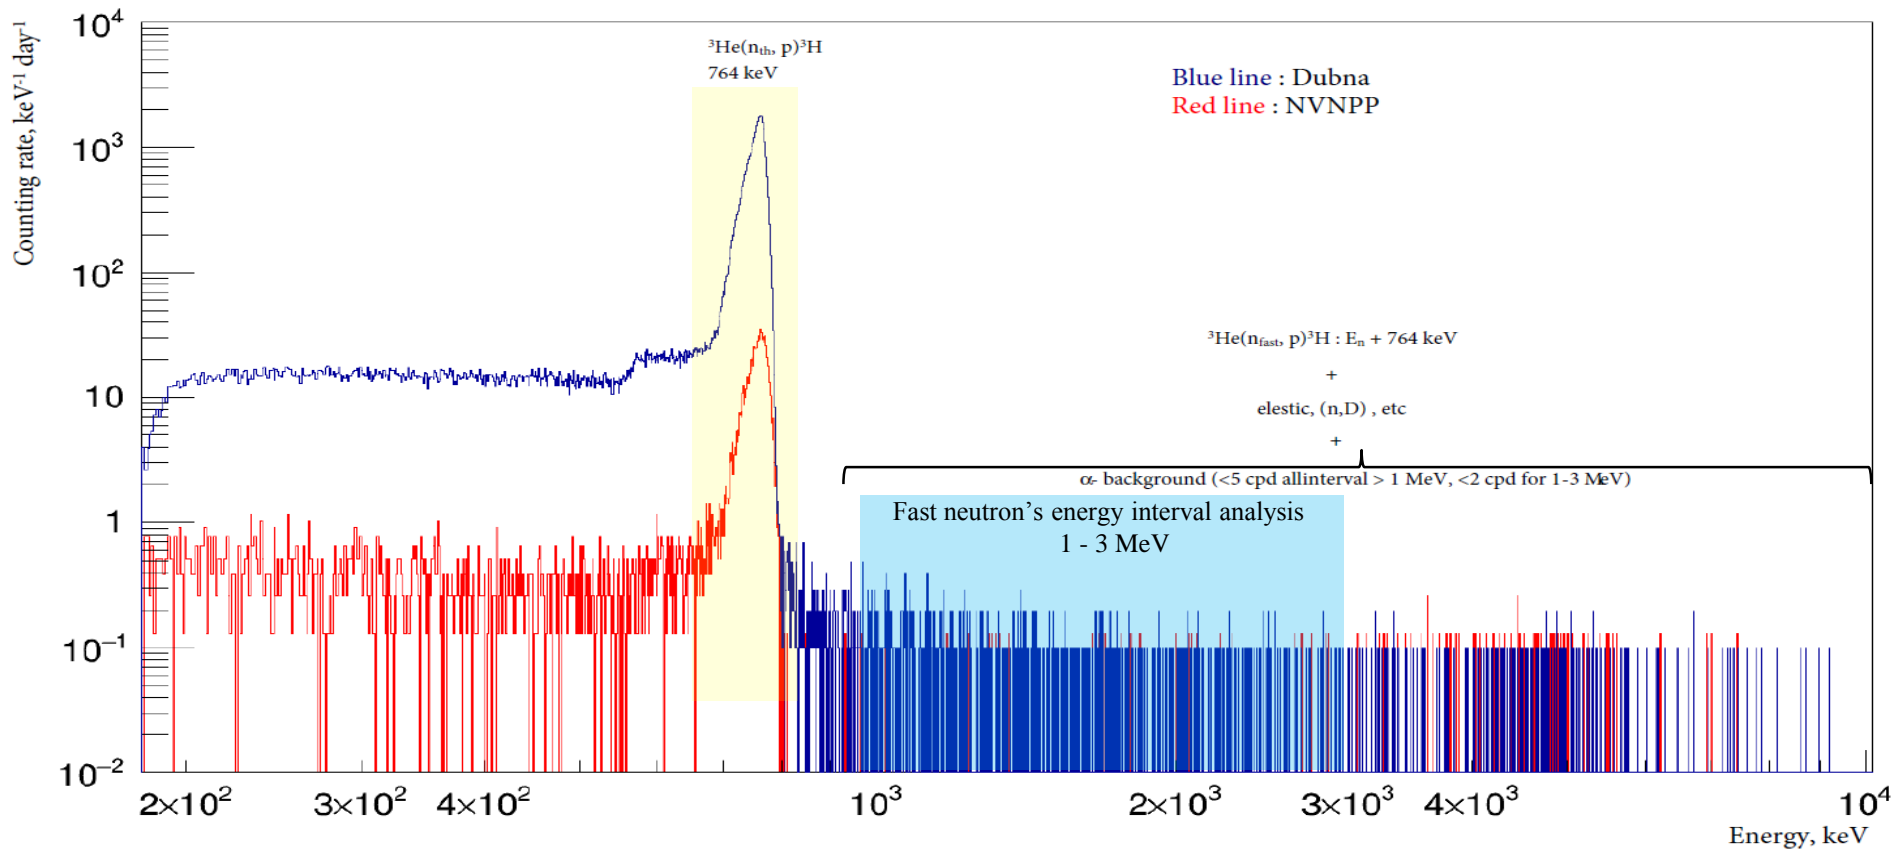 10⁴
10³
10²
10
1
10⁻¹
10⁻²
Counting rate, keV⁻¹ day⁻¹
³He(nth, p)³H
764 keV
Blue line : Dubna
Red line : NVNPP
³He(nfast, p)³H : En + 764 keV
+
elestic, (n,D) , etc
+
α- background (<5 cpd allinterval > 1 MeV, <2 cpd for 1-3 MeV)
Fast neutron’s energy interval analysis
1 - 3 MeV
2×10² 3×10² 4×10² 10³ 2×10³ 3×10³ 4×10³ 10⁴
Energy, keV